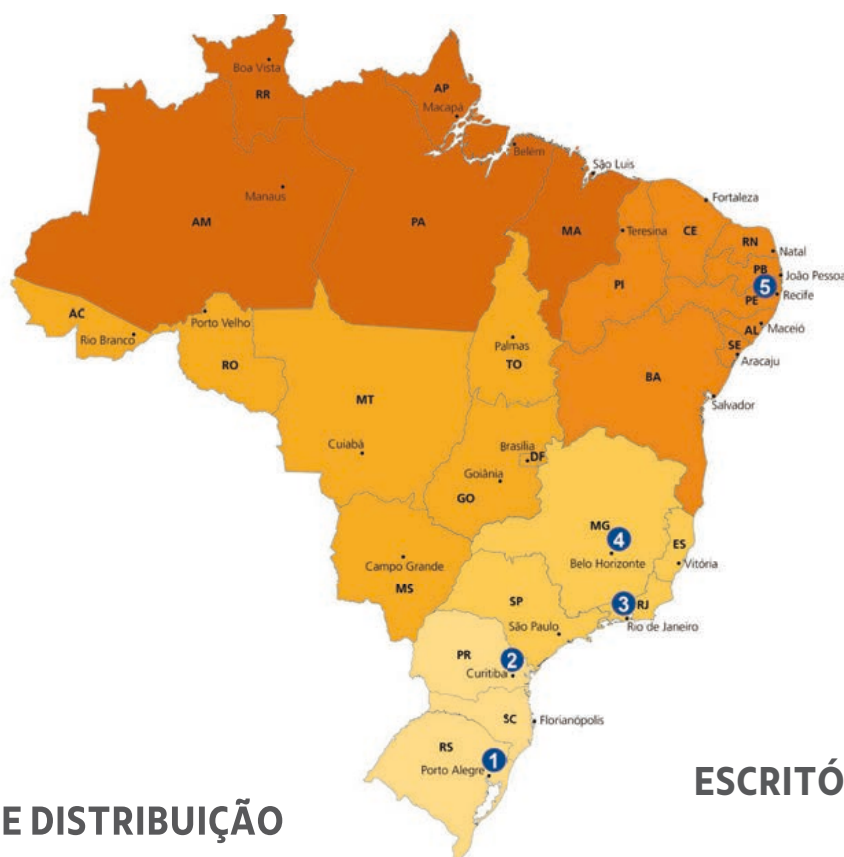 Boa Vista
RR
AP
Macapá
Belém
São Luis
Fortaleza
Manaus
AM
PA
MA
Teresina
CE
RN
Natal
PB
João Pessoa
5
PE
Recife
PI
AL
Maceió
SE
Aracaju
AC
Rio Branco
Porto Velho
RO
Palmas
TO
BA
Salvador
MT
Cuiabá
Brasília
DF
Goiânia
GO
MG
4
Belo Horizonte
ES
Vitória
Campo Grande
MS
SP
São Paulo
3
RJ
Rio de Janeiro
PR
2
Curitiba
SC
Florianópolis
RS
1
Porto Alegre
ESCRITÓ
E DISTRIBUIÇÃO